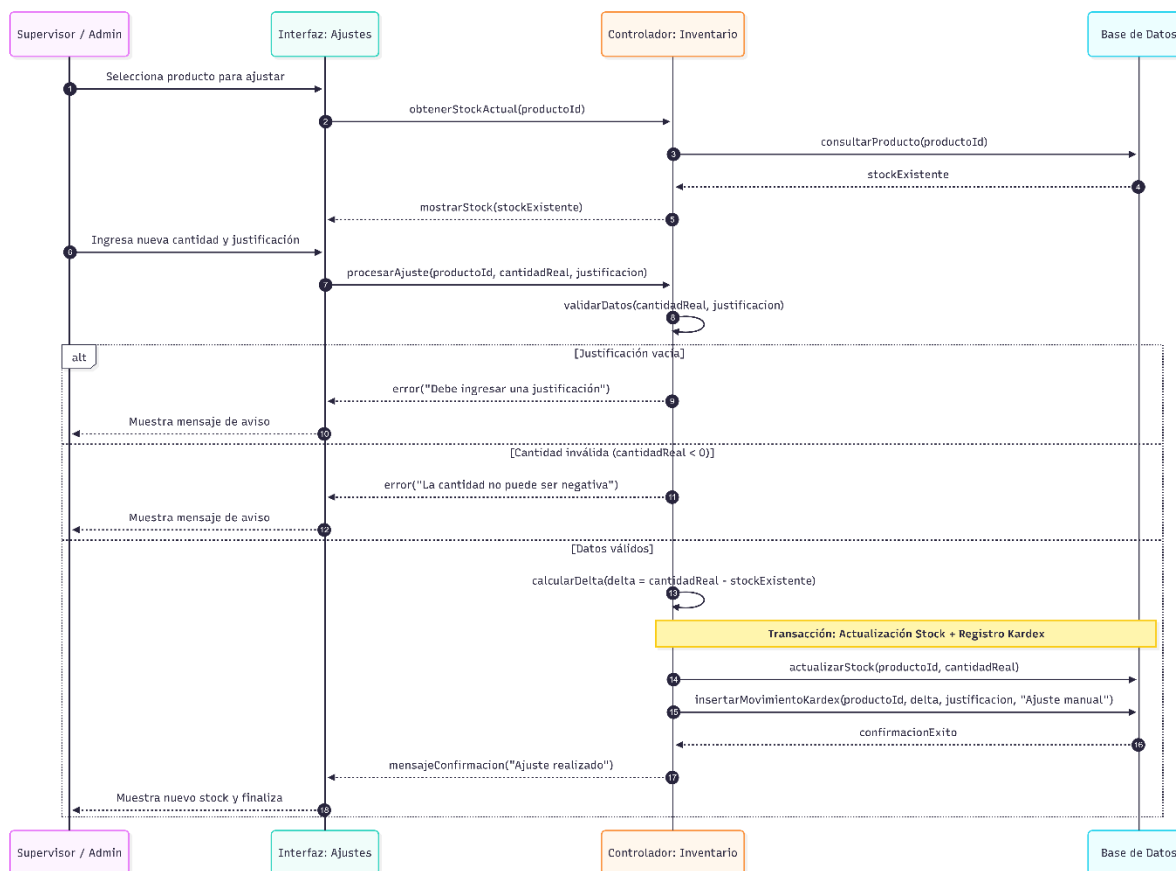 Supervisor / Admin
Interfaz: Ajustes
Controlador: Inventario
Base de Datos
Selecciona producto para ajustar
1
obtenerStockActual(productoId)
2
consultarProducto(productoId)
3
stockExistente
4
mostrarStock(stockExistente)
5
Ingresa nueva cantidad y justificación
6
procesarAjuste(productoId, cantidadReal, justificacion)
7
validarDatos(cantidadReal, justificacion)
8
alt
[Justificación vacía]
error("Debe ingresar una justificación")
9
Muestra mensaje de aviso
10
[Cantidad inválida (cantidadReal < 0)]
error("La cantidad no puede ser negativa")
11
Muestra mensaje de aviso
12
[Datos válidos]
calcularDelta(delta = cantidadReal - stockExistente)
13
Transacción: Actualización Stock + Registro Kardex
actualizarStock(productoId, cantidadReal)
14
insertarMovimientoKardex(productoId, delta, justificacion, "Ajuste manual")
15
confirmacionExito
16
mensajeConfirmacion("Ajuste realizado")
17
Muestra nuevo stock y finaliza
18
Supervisor / Admin
Interfaz: Ajustes
Controlador: Inventario
Base de Datos